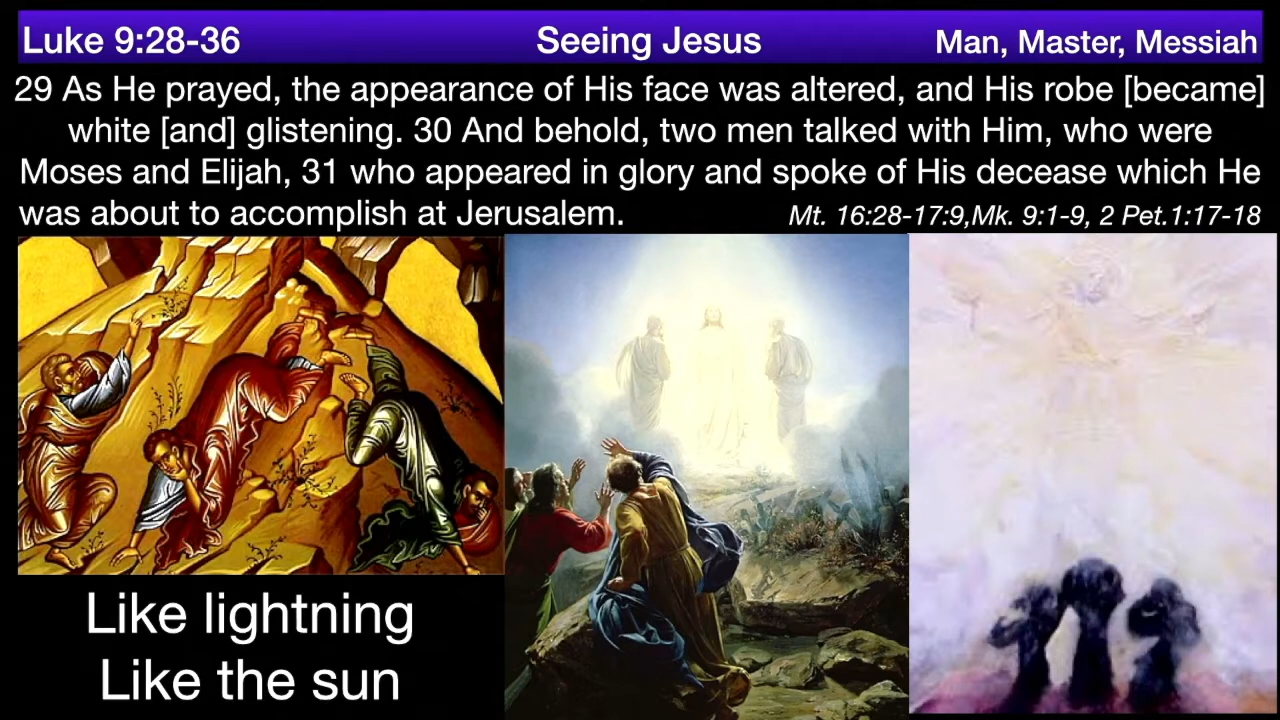 Luke 9:28-36 Seeing Jesus Man, Master, Messiah
29 As He prayed, the appearance of His face was altered, and His robe [became]
white [and] glistening. 30 And behold, two men talked with Him, who were
Moses and Elijah, 31 who appeared in glory and spoke of His decease which He
was about to accomplish at Jerusalem. Mt. 16:28-17:9,Mk. 9:1-9, 2 Pet.1:17-18
Like lightning
Like the sun